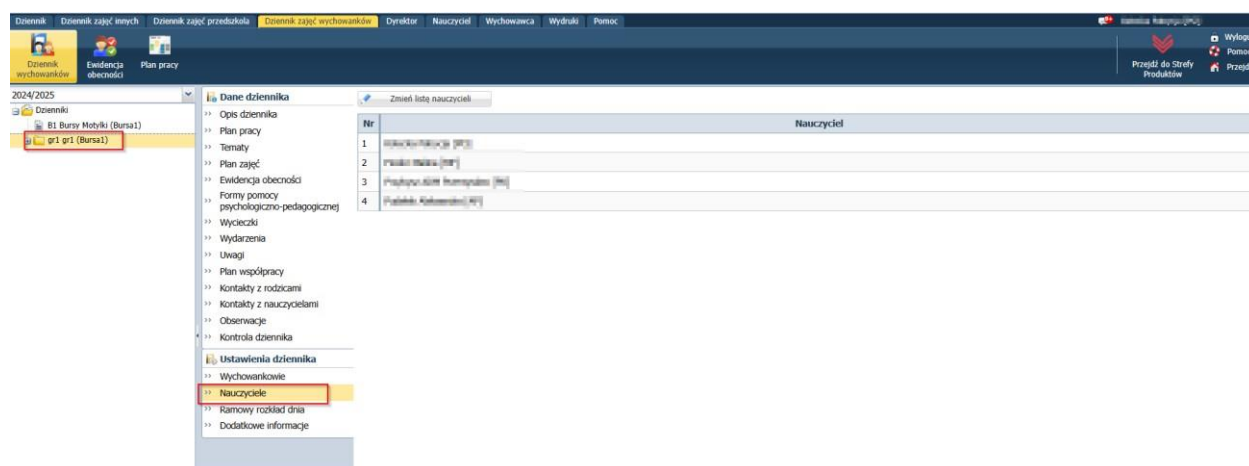 Dziennik Dziennik zajęć innych Dziennik zajęć przedszkola Dziennik zajęć wychowanków Dyrektor Nauczyciel Wychowawca Wydruki Pomoc
Dziennik wychowanków
Ewidencja obecności
Plan pracy
Przejdź do Strefy Produktów
Wylogu
Pomoc
Przejd
2024/2025
Dzienniki
B1 Bursy Motylki (Bursa1)
gr1 gr1 (Bursa1)
Dane dziennika
Opis dziennika
Plan pracy
Tematy
Plan zajęć
Ewidencja obecności
Formy pomocy
psychologiczno-pedagogicznej
Wycieczki
Wydarzenia
Uwagi
Plan współpracy
Kontakty z rodzicami
Kontakty z nauczycielami
Obserwacje
Kontrola dziennika
Ustawienia dziennika
Wychowankowie
Nauczyciele
Ramowy rozkład dnia
Dodatkowe informacje
Zmień listę nauczycieli
Nr Nauczyciel
1
2
3
4